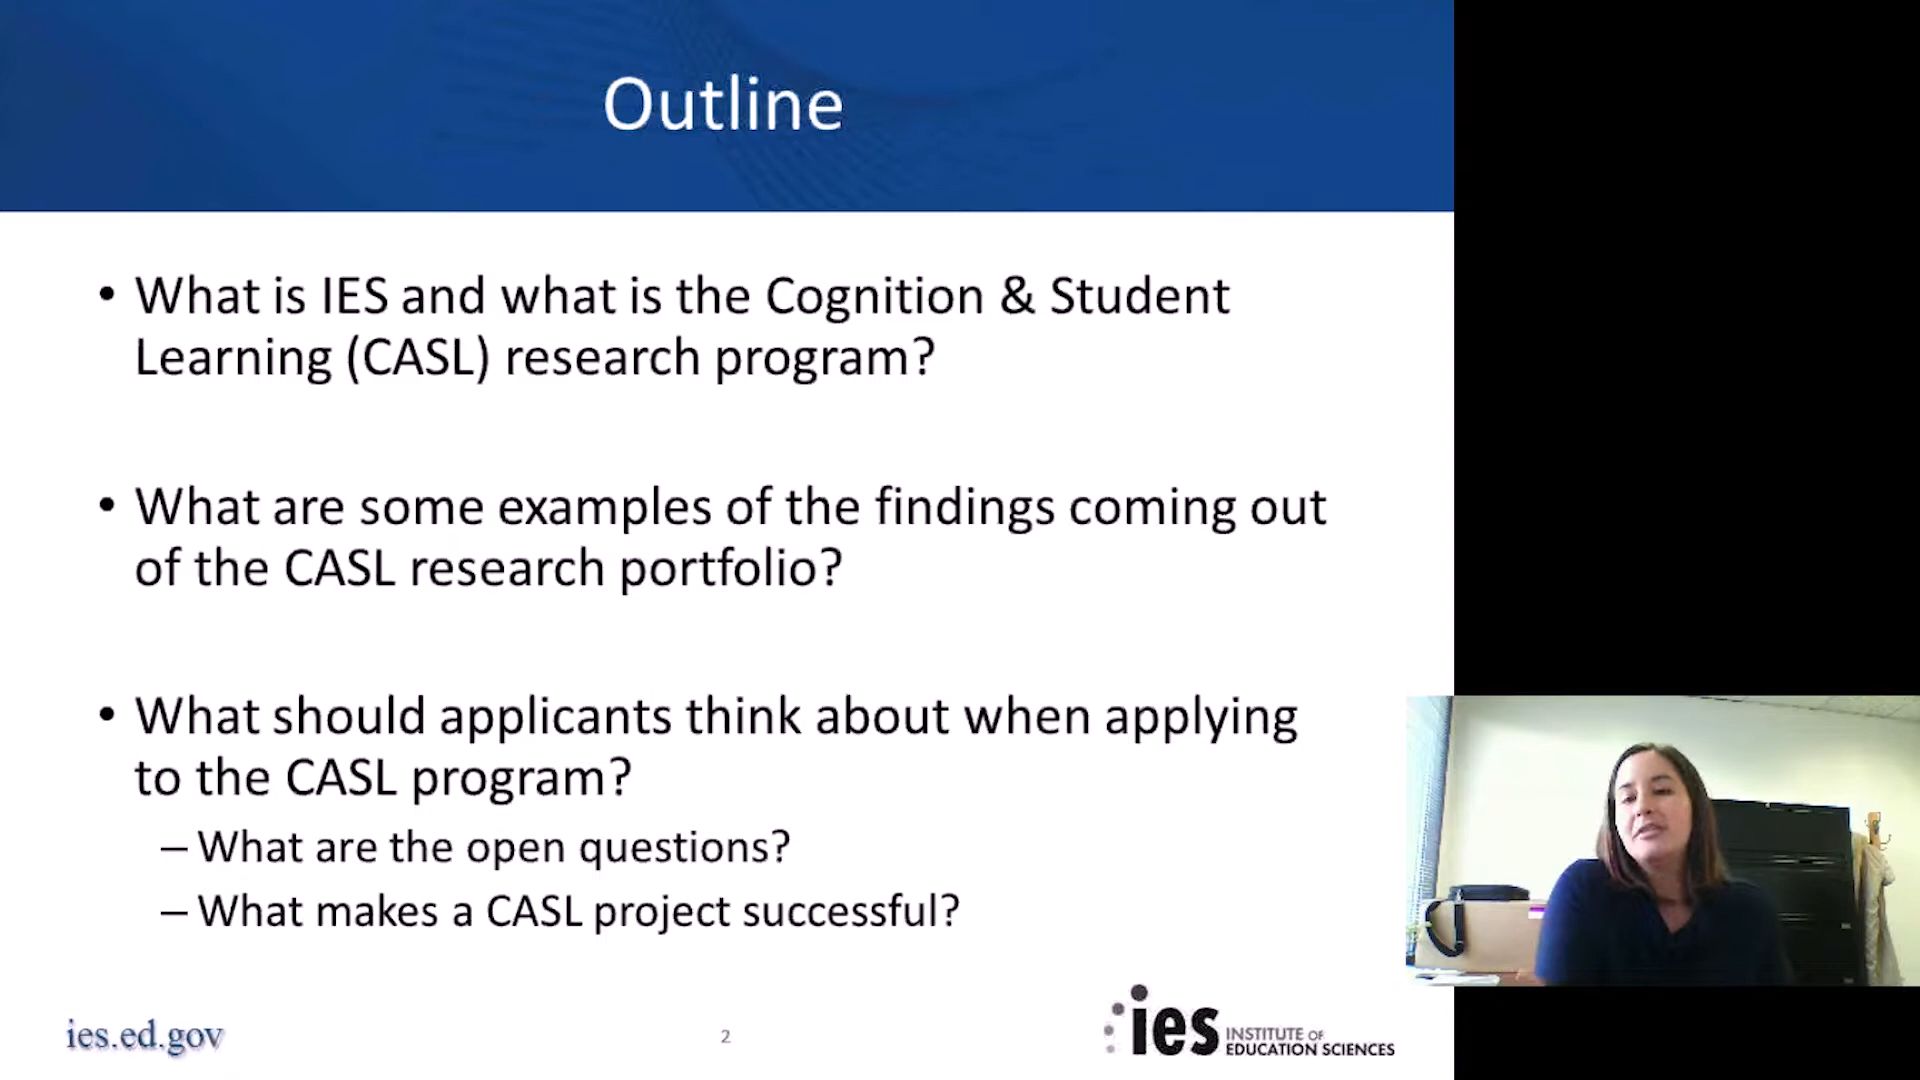 Outline
• What is IES and what is the Cognition & Student
Learning (CASL) research program?
• What are some examples of the findings coming out
of the CASL research portfolio?
• What should applicants think about when applying
to the CASL program?
– What are the open questions?
– What makes a CASL project successful?
ies.ed.gov
2
ies INSTITUTE OF
EDUCATION SCIENCES